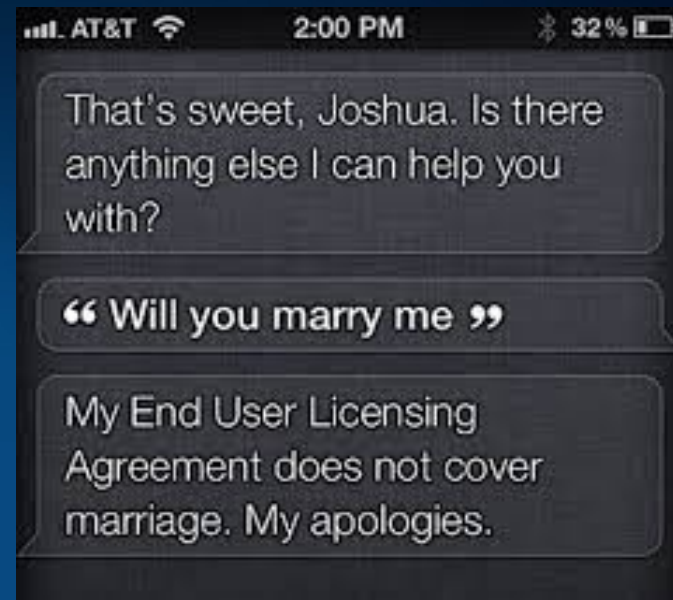 AT&T 2:00 PM 32%
That's sweet, Joshua. Is there
anything else I can help you
with?
“ Will you marry me ”
My End User Licensing
Agreement does not cover
marriage. My apologies.